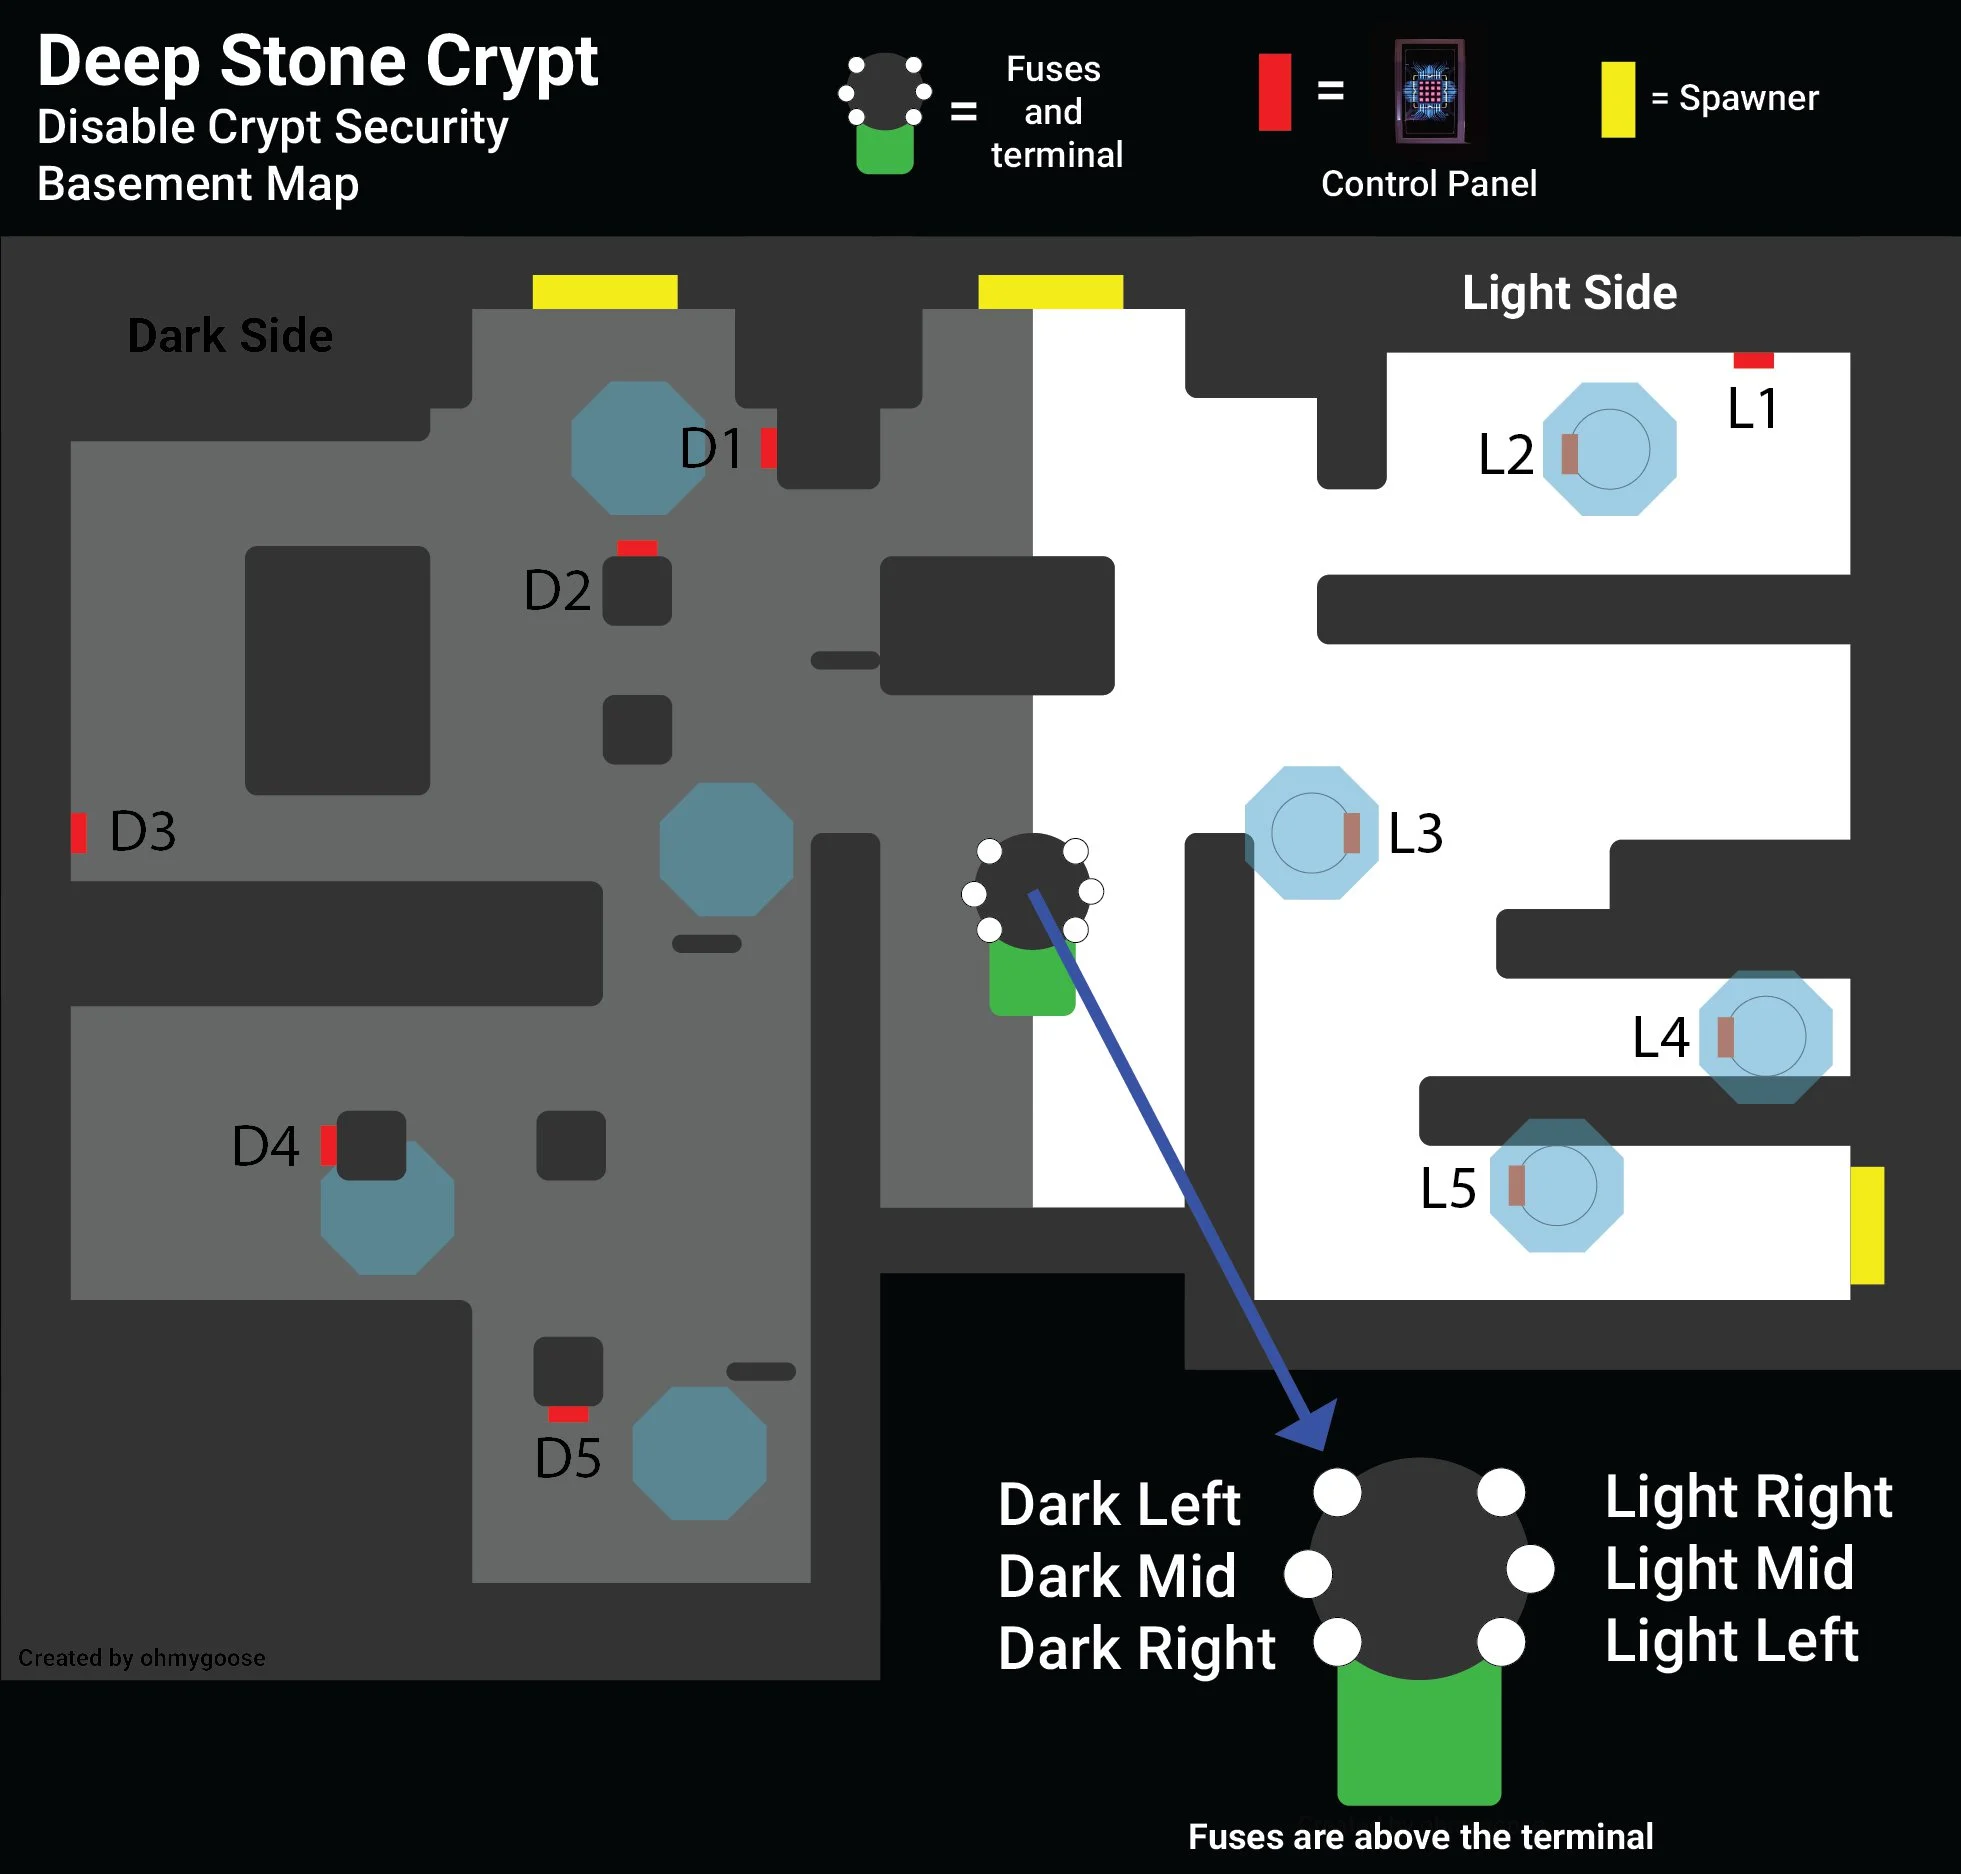 Deep Stone Crypt
Disable Crypt Security
Basement Map
= Fuses
and
terminal
=
Control Panel
= Spawner
Dark Side
Light Side
L1
D1
L2
D2
D3
L3
L4
D4
L5
D5
Dark Left
Dark Mid
Dark Right
Light Right
Light Mid
Light Left
Created by ohmygoose
Fuses are above the terminal